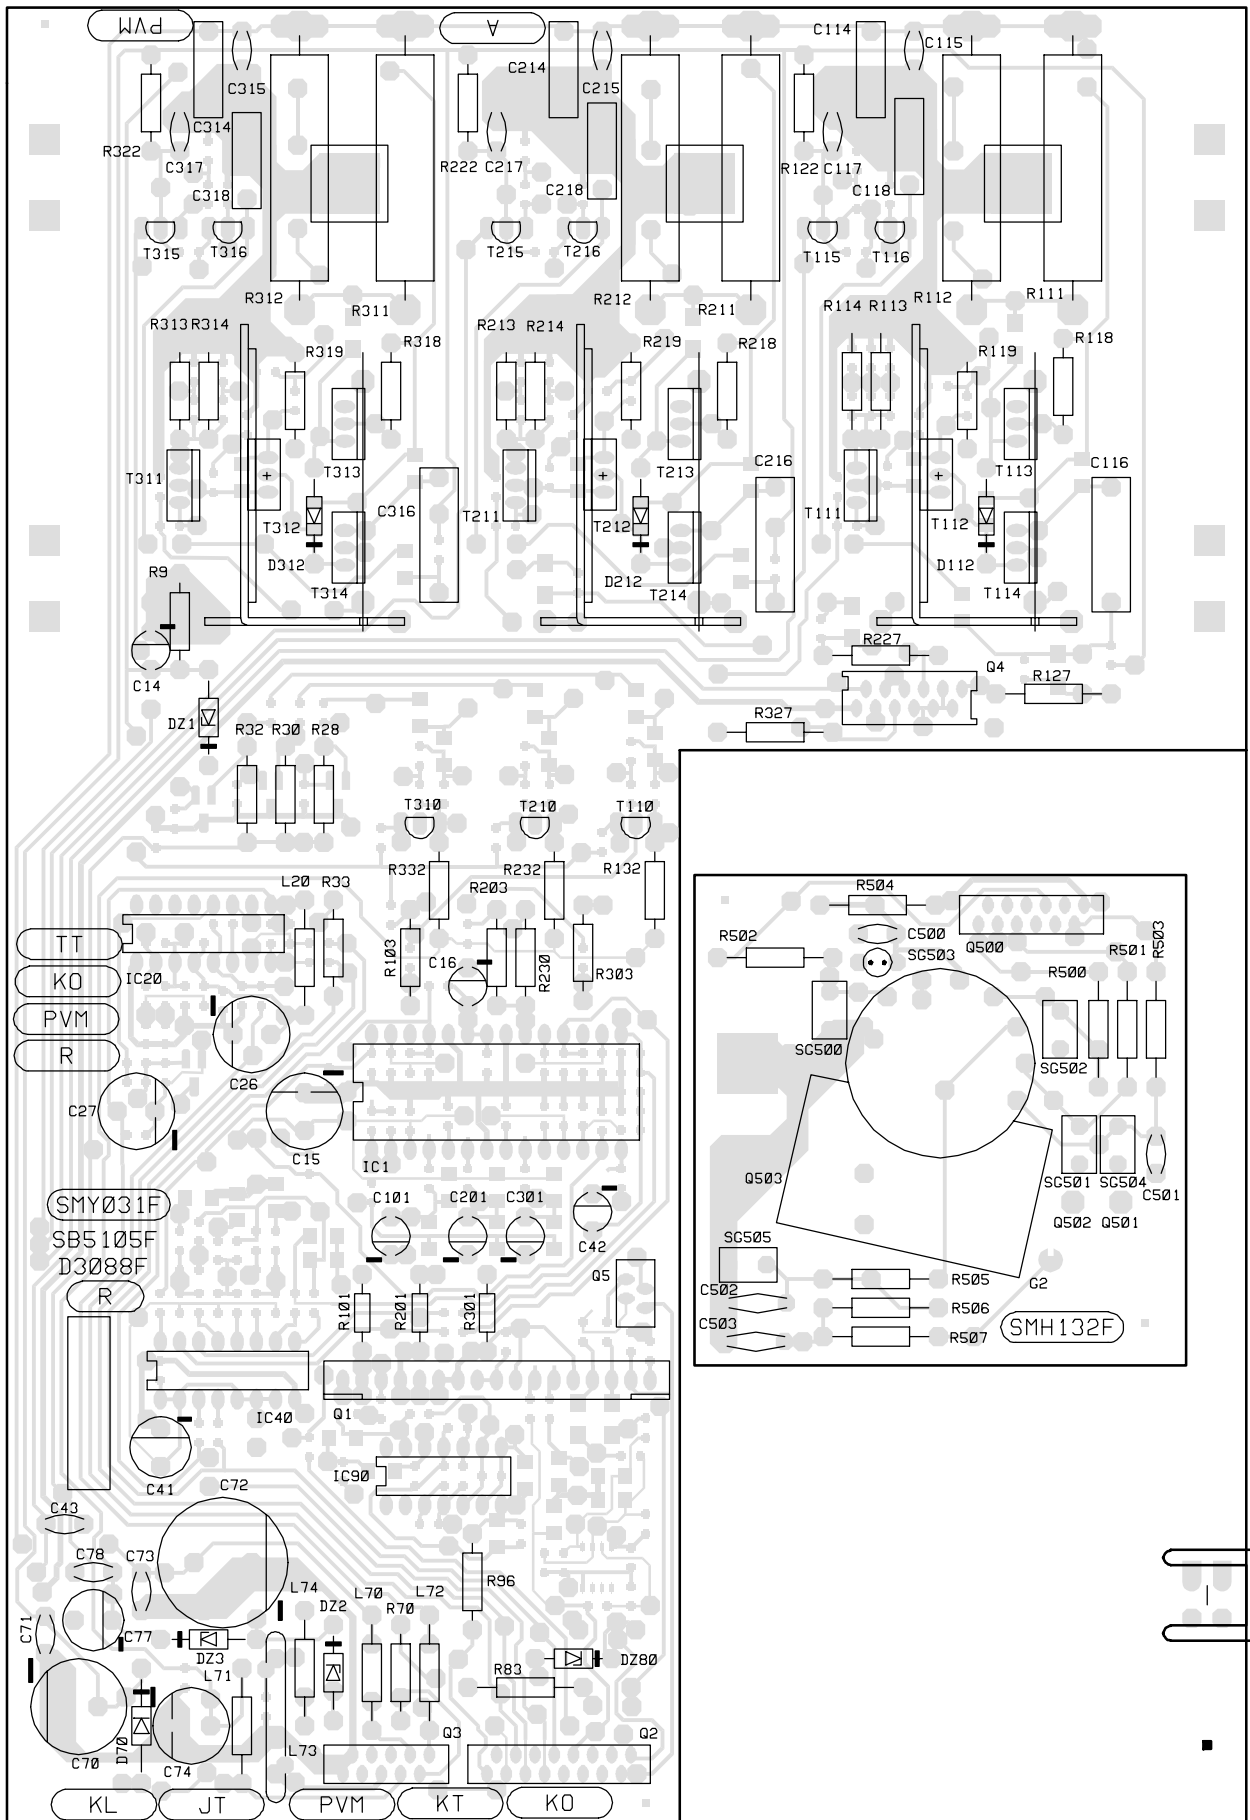 PVM
A
C114
C115
C315
C214
C215
C314
R322
C317
C318
R222
C217
C218
R122
C117
C118
T315
T316
T215
T216
T115
T116
R312
R311
R212
R211
R112
R111
R313
R314
R319
R318
R213
R214
R219
R218
R114
R113
R119
R118
T311
+
T313
T312
C316
T211
+
T213
T212
C216
T111
+
T113
T112
C116
R9
D312
T314
D212
T214
D112
T114
C14
R227
Q4
R127
DZ1
R32
R30
R28
R327
T310
T210
T110
L20
R33
R332
R203
R232
R132
R504
TT
KO
PVM
R
IC20
R103
C16
R230
R303
R502
C500
SG503
Q500
R500
R501
R503
C27
C26
C15
IC1
SG500
SG502
SMY031F
SB5105F
D3088F
R
C101
C201
C301
C42
Q5
Q503
SG501
SG504
C501
Q502
Q501
SG505
G2
C502
C503
R505
R506
R507
SMH132F
R101
R201
R301
IC40
Q1
C41
C72
IC90
C43
C78
C73
C71
C77
DZ3
L71
L74
DZ2
L70
R70
L72
R96
R83
DZ80
C70
D70
C74
L73
Q3
Q2
KL
JT
PVM
KT
KO